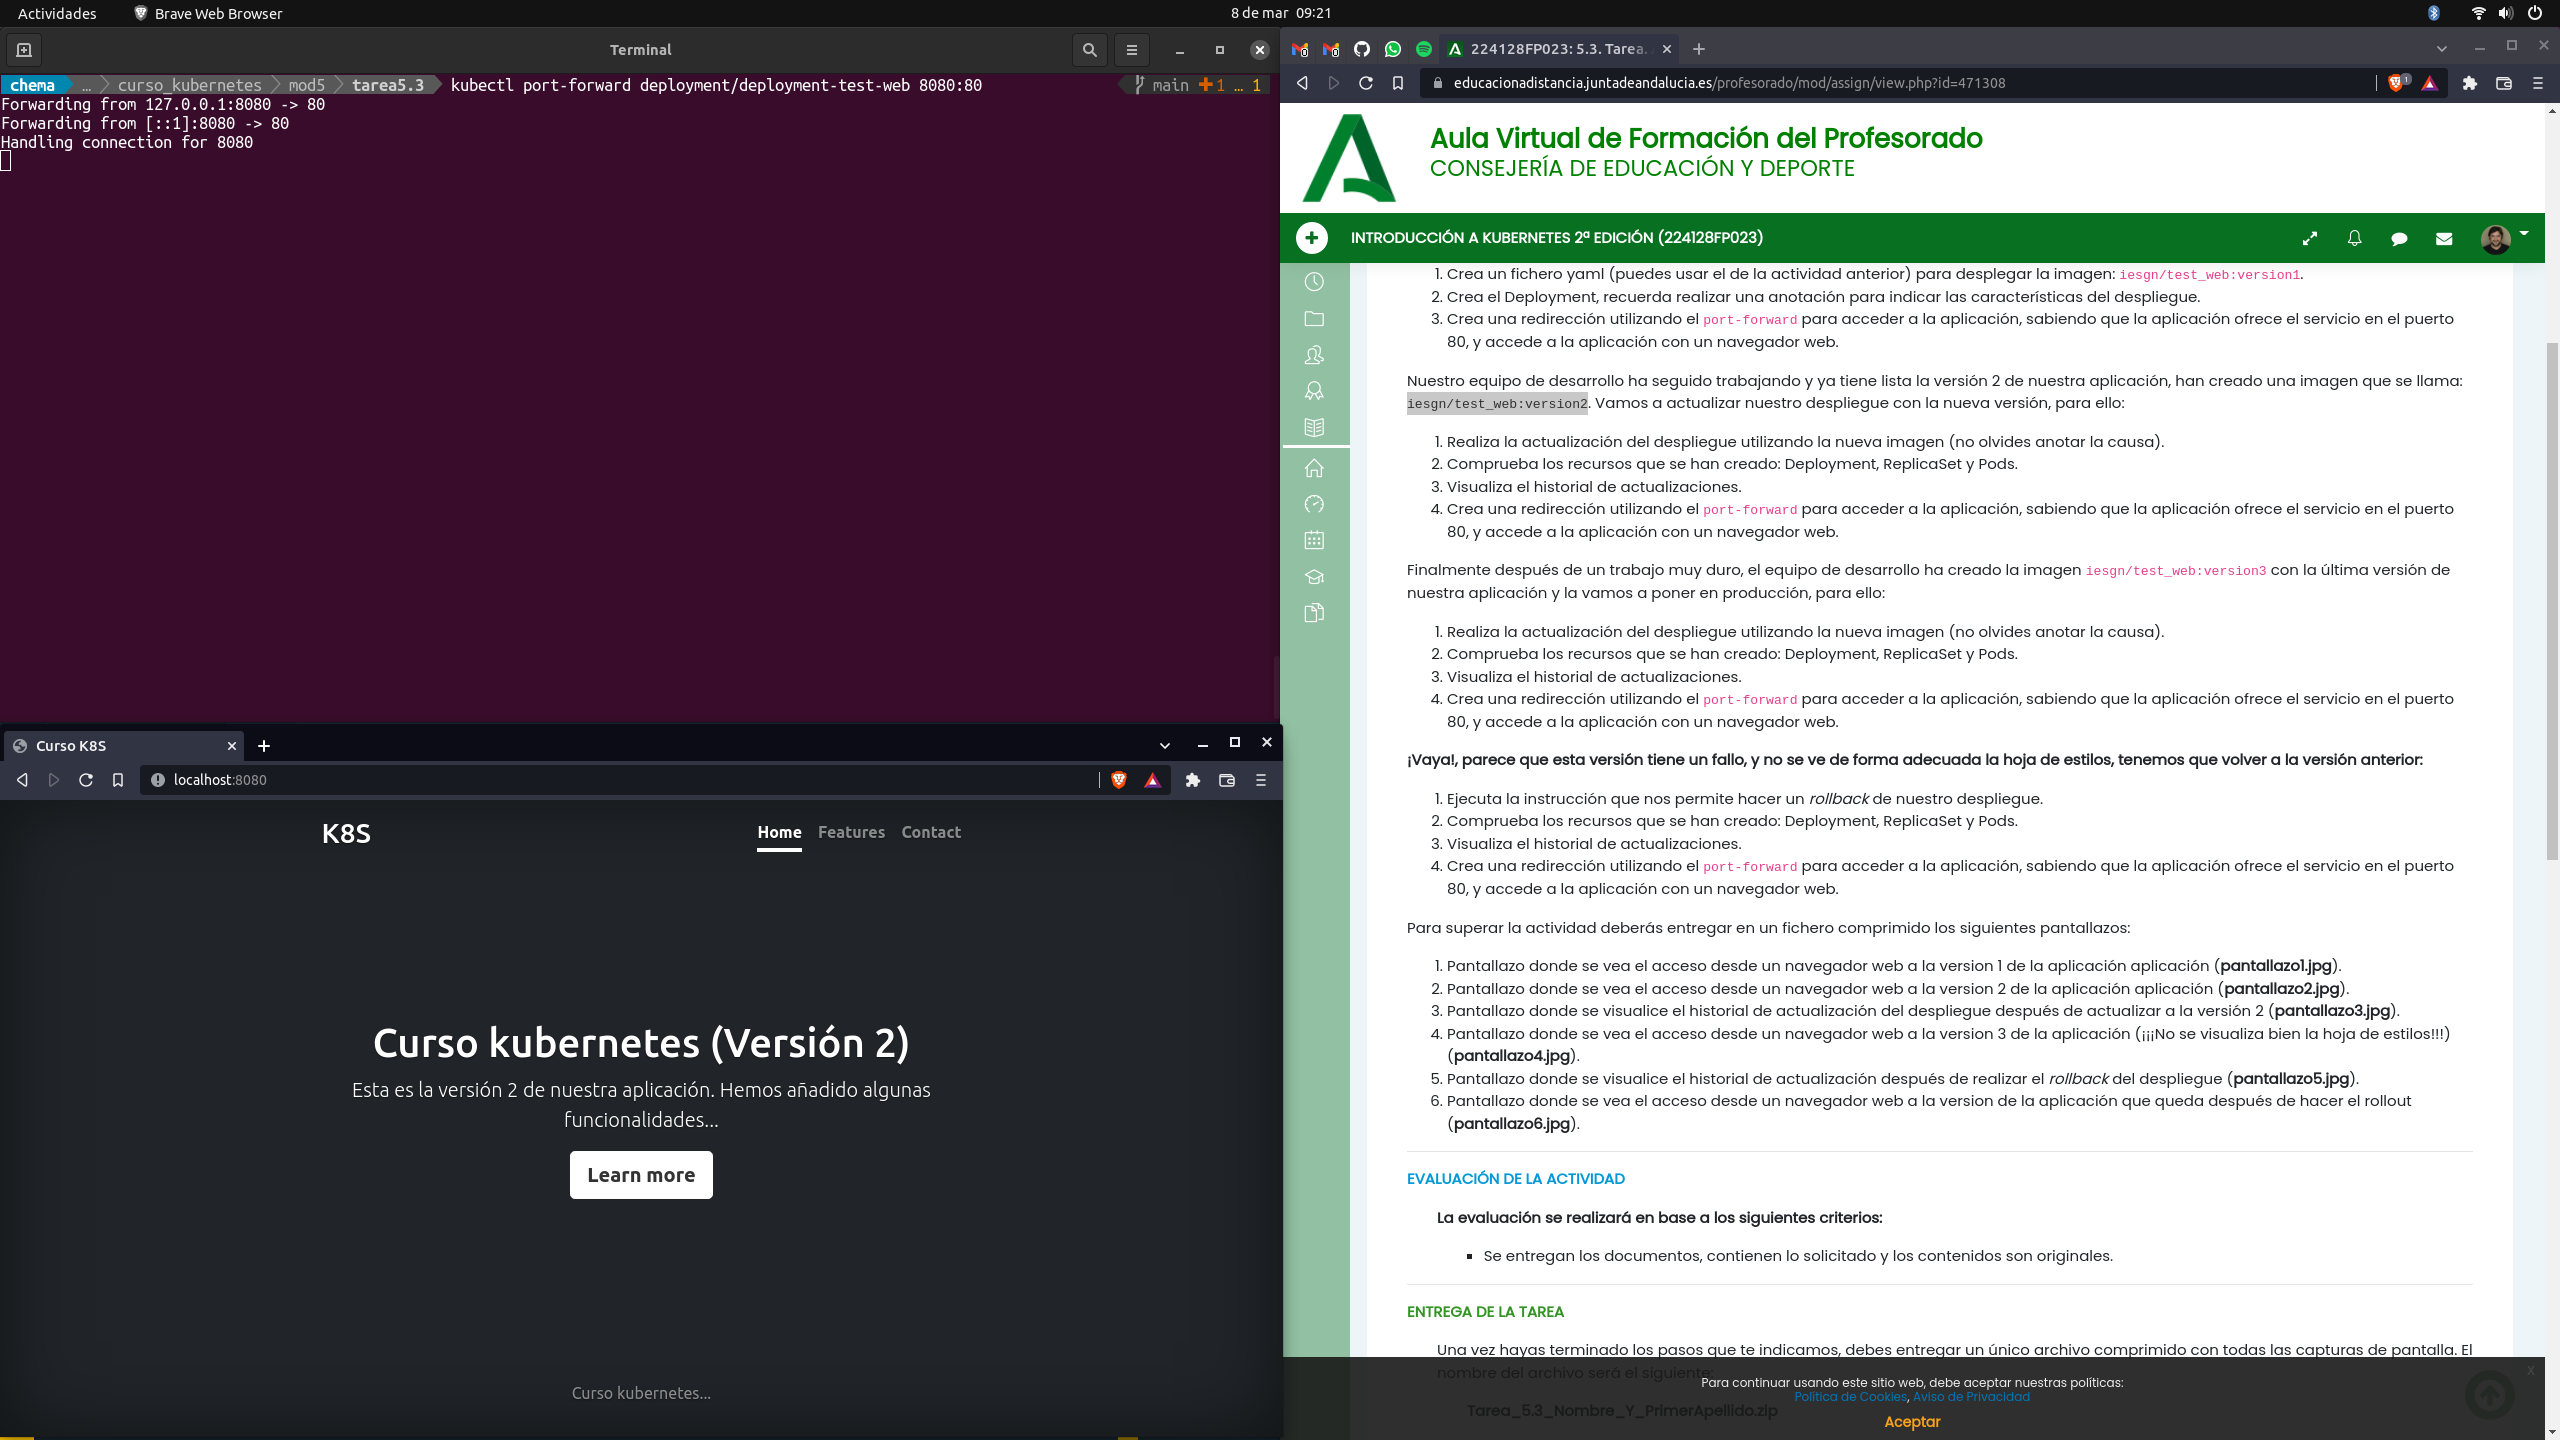 Actividades
Brave Web Browser
8 de mar 09:21
Terminal
chema … curso_kubernetes mod5 tarea5.3 kubectl port-forward deployment/deployment-test-web 8080:80
main 1 … 1
Forwarding from 127.0.0.1:8080 -> 80
Forwarding from [::1]:8080 -> 80
Handling connection for 8080
Curso K8S
localhost:8080
K8S
Home
Features
Contact
Curso kubernetes (Versión 2)
Esta es la versión 2 de nuestra aplicación. Hemos añadido algunas
funcionalidades...
Learn more
Curso kubernetes...
224128FP023: 5.3. Tarea.
educacionadistancia.juntadeandalucia.es/profesorado/mod/assign/view.php?id=471308
1
Aula Virtual de Formación del Profesorado
CONSEJERÍA DE EDUCACIÓN Y DEPORTE
INTRODUCCIÓN A KUBERNETES 2ª EDICIÓN (224128FP023)
1. Crea un fichero yaml (puedes usar el de la actividad anterior) para desplegar la imagen: iesgn/test_web:version1.
2. Crea el Deployment, recuerda realizar una anotación para indicar las características del despliegue.
3. Crea una redirección utilizando el port-forward para acceder a la aplicación, sabiendo que la aplicación ofrece el servicio en el puerto
80, y accede a la aplicación con un navegador web.
Nuestro equipo de desarrollo ha seguido trabajando y ya tiene lista la versión 2 de nuestra aplicación, han creado una imagen que se llama:
iesgn/test_web:version2. Vamos a actualizar nuestro despliegue con la nueva versión, para ello:
1. Realiza la actualización del despliegue utilizando la nueva imagen (no olvides anotar la causa).
2. Comprueba los recursos que se han creado: Deployment, ReplicaSet y Pods.
3. Visualiza el historial de actualizaciones.
4. Crea una redirección utilizando el port-forward para acceder a la aplicación, sabiendo que la aplicación ofrece el servicio en el puerto
80, y accede a la aplicación con un navegador web.
Finalmente después de un trabajo muy duro, el equipo de desarrollo ha creado la imagen iesgn/test_web:version3 con la última versión de
nuestra aplicación y la vamos a poner en producción, para ello:
1. Realiza la actualización del despliegue utilizando la nueva imagen (no olvides anotar la causa).
2. Comprueba los recursos que se han creado: Deployment, ReplicaSet y Pods.
3. Visualiza el historial de actualizaciones.
4. Crea una redirección utilizando el port-forward para acceder a la aplicación, sabiendo que la aplicación ofrece el servicio en el puerto
80, y accede a la aplicación con un navegador web.
¡Vaya!, parece que esta versión tiene un fallo, y no se ve de forma adecuada la hoja de estilos, tenemos que volver a la versión anterior:
1. Ejecuta la instrucción que nos permite hacer un rollback de nuestro despliegue.
2. Comprueba los recursos que se han creado: Deployment, ReplicaSet y Pods.
3. Visualiza el historial de actualizaciones.
4. Crea una redirección utilizando el port-forward para acceder a la aplicación, sabiendo que la aplicación ofrece el servicio en el puerto
80, y accede a la aplicación con un navegador web.
Para superar la actividad deberás entregar en un fichero comprimido los siguientes pantallazos:
1. Pantallazo donde se vea el acceso desde un navegador web a la version 1 de la aplicación aplicación (pantallazo1.jpg).
2. Pantallazo donde se vea el acceso desde un navegador web a la version 2 de la aplicación aplicación (pantallazo2.jpg).
3. Pantallazo donde se visualice el historial de actualización del despliegue después de actualizar a la versión 2 (pantallazo3.jpg).
4. Pantallazo donde se vea el acceso desde un navegador web a la version 3 de la aplicación (¡¡¡No se visualiza bien la hoja de estilos!!!)
(pantallazo4.jpg).
5. Pantallazo donde se visualice el historial de actualización después de realizar el rollback del despliegue (pantallazo5.jpg).
6. Pantallazo donde se vea el acceso desde un navegador web a la version de la aplicación que queda después de hacer el rollout
(pantallazo6.jpg).
EVALUACIÓN DE LA ACTIVIDAD
La evaluación se realizará en base a los siguientes criterios:
Se entregan los documentos, contienen lo solicitado y los contenidos son originales.
ENTREGA DE LA TAREA
Una vez hayas terminado los pasos que te indicamos, debes entregar un único archivo comprimido con todas las capturas de pantalla. El
nombre del archivo será el siguiente:
Tarea_5.3_Nombre_Y_PrimerApellido.zip
Para continuar usando este sitio web, debe aceptar nuestras políticas:
Política de Cookies, Aviso de Privacidad
Aceptar
x